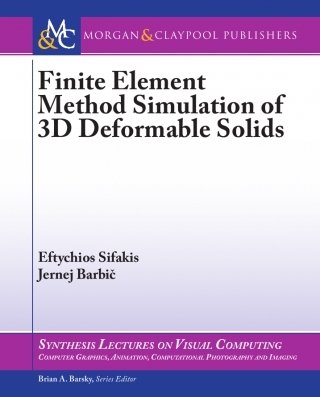 M
&C
MORGAN & CLAYPOOL PUBLISHERS
Finite Element
Method Simulation of
3D Deformable Solids
Eftychios Sifakis
Jernej Barbič
SYNTHESIS LECTURES ON VISUAL COMPUTING
COMPUTER GRAPHICS, ANIMATION, COMPUTATIONAL PHOTOGRAPHY AND IMAGING
Brian A. Barsky, Series Editor